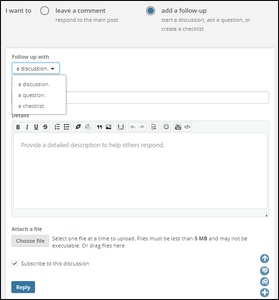 I want to leave a comment add a follow-up
respond to the main post start a discussion, ask a question, or
create a checklist
Follow up with
a discussion.
a discussion.
a question.
a checklist.
Details
B I U S
Provide a detailed description to help others respond.
Attach a file
Choose file Select one file at a time to upload. Files must be less than 5 MB and may not be
executable. Or drag files here
Subscribe to this discussion
Reply